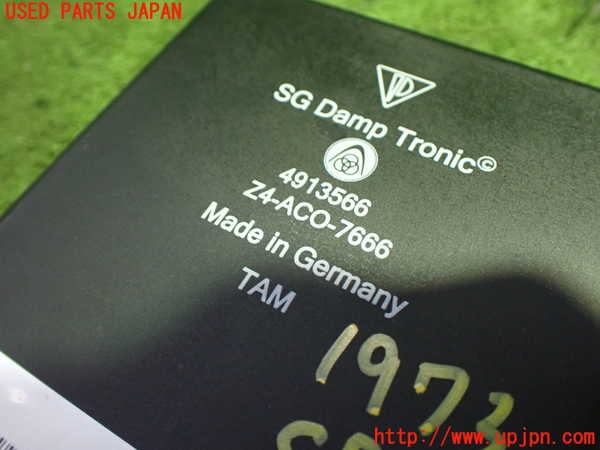 USED PARTS JAPAN
SG Damp Tronic©
4913566
Z4-ACO-7666
Made in Germany
TAM
1973
http://www.upjpn.com